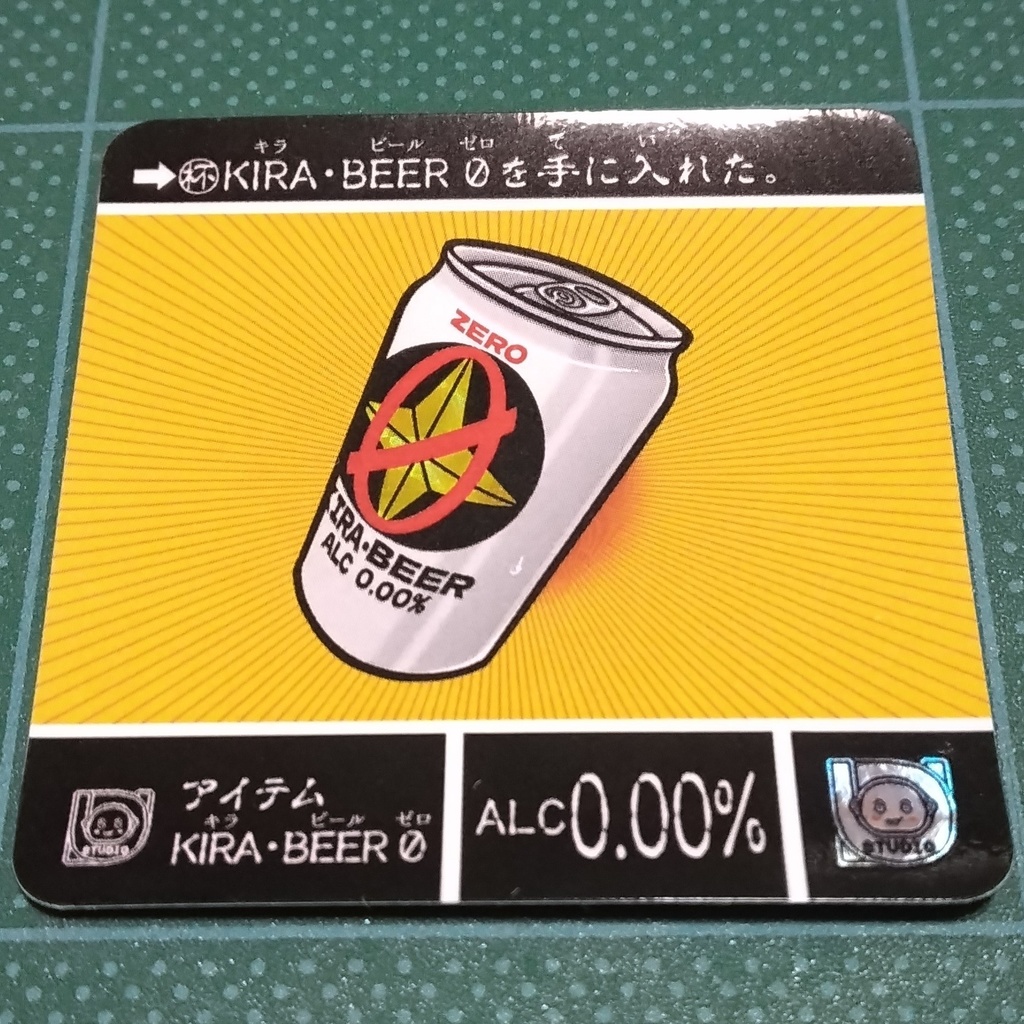 キラ ビール ゼロ て い
➡㊇KIRA・BEER 0を手に入れた。
ZERO
IRA・BEER
ALC 0.00%
アイテム
キラ ビール ゼロ
KIRA・BEER 0
STUDIO
ALC0.00%
STUDIO